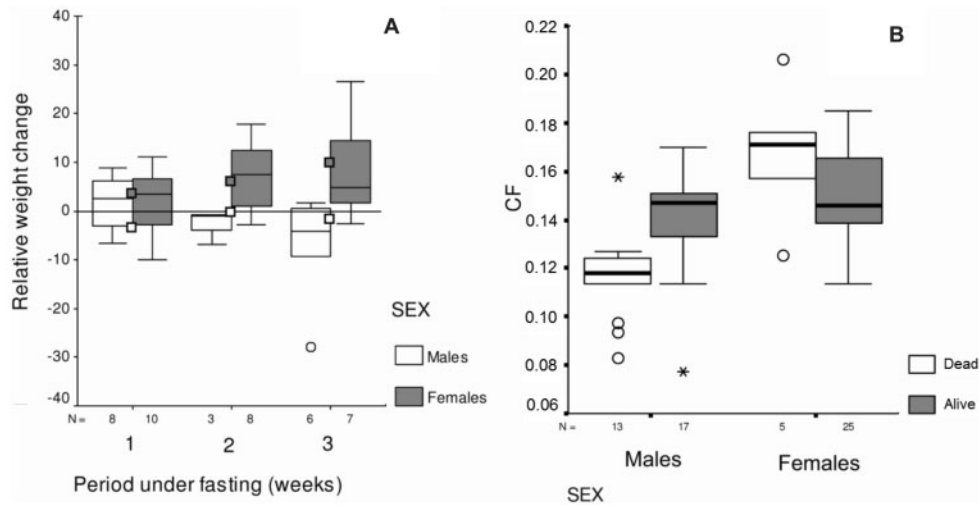 A
Relative weight change
40
30
20
10
0
-10
-20
-30
-40
SEX
Males
Females
N = 8 10 3 8 6 7
1 2 3
Period under fasting (weeks)
B
CF
0.22
0.20
0.18
0.16
0.14
0.12
0.10
0.08
0.06
Dead
Alive
N = 13 17 5 25
Males Females
SEX